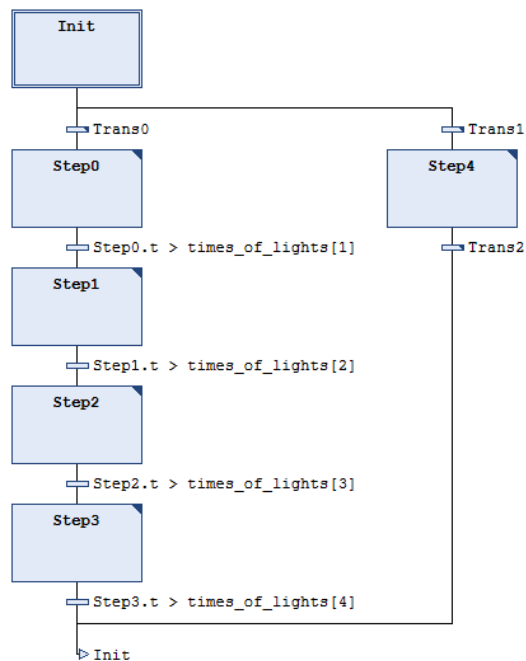 Init
Trans0
Trans1
Step0
Step4
Step0.t > times_of_lights[1]
Trans2
Step1
Step1.t > times_of_lights[2]
Step2
Step2.t > times_of_lights[3]
Step3
Step3.t > times_of_lights[4]
Init